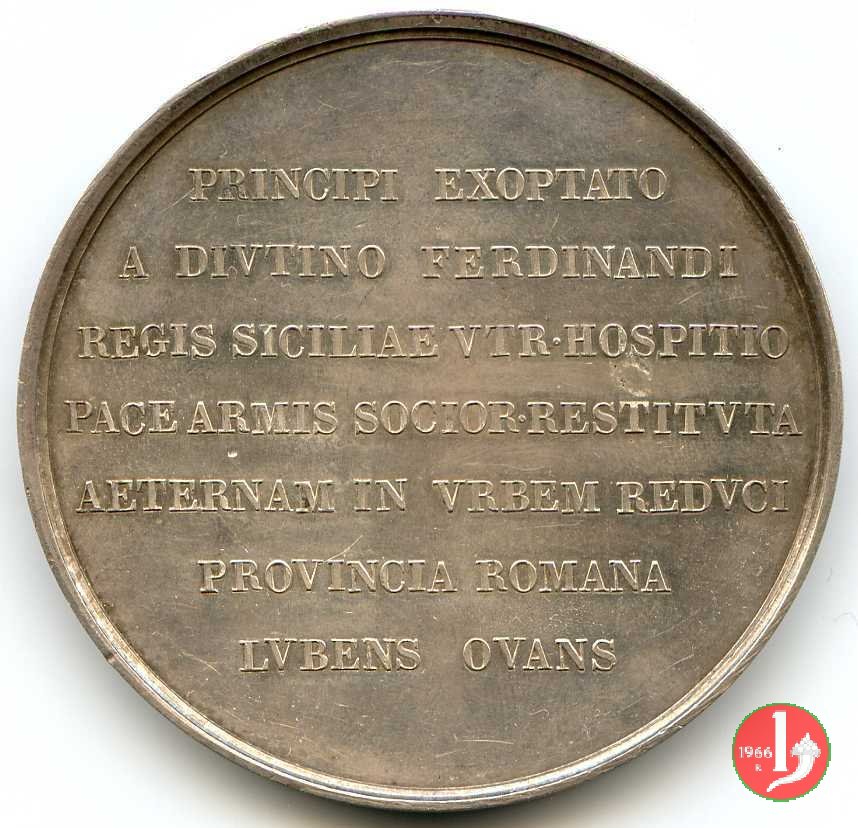 PRINCIPI EXOPTATO
A DIVTINO FERDINANDI
REGIS SICILIAE VTR·HOSPITIO
PACE ARMIS SOCIOR·RESTITVTA
AETERNAM IN VRBEM REDVCI
PROVINCIA ROMANA
LVBENS OVANS
1966
R